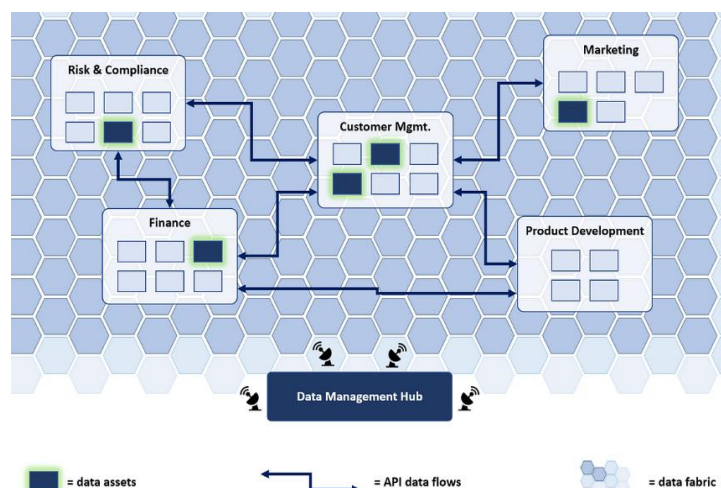 Risk & Compliance
Marketing
Customer Mgmt.
Finance
Product Development
Data Management Hub
= data assets
= API data flows
= data fabric